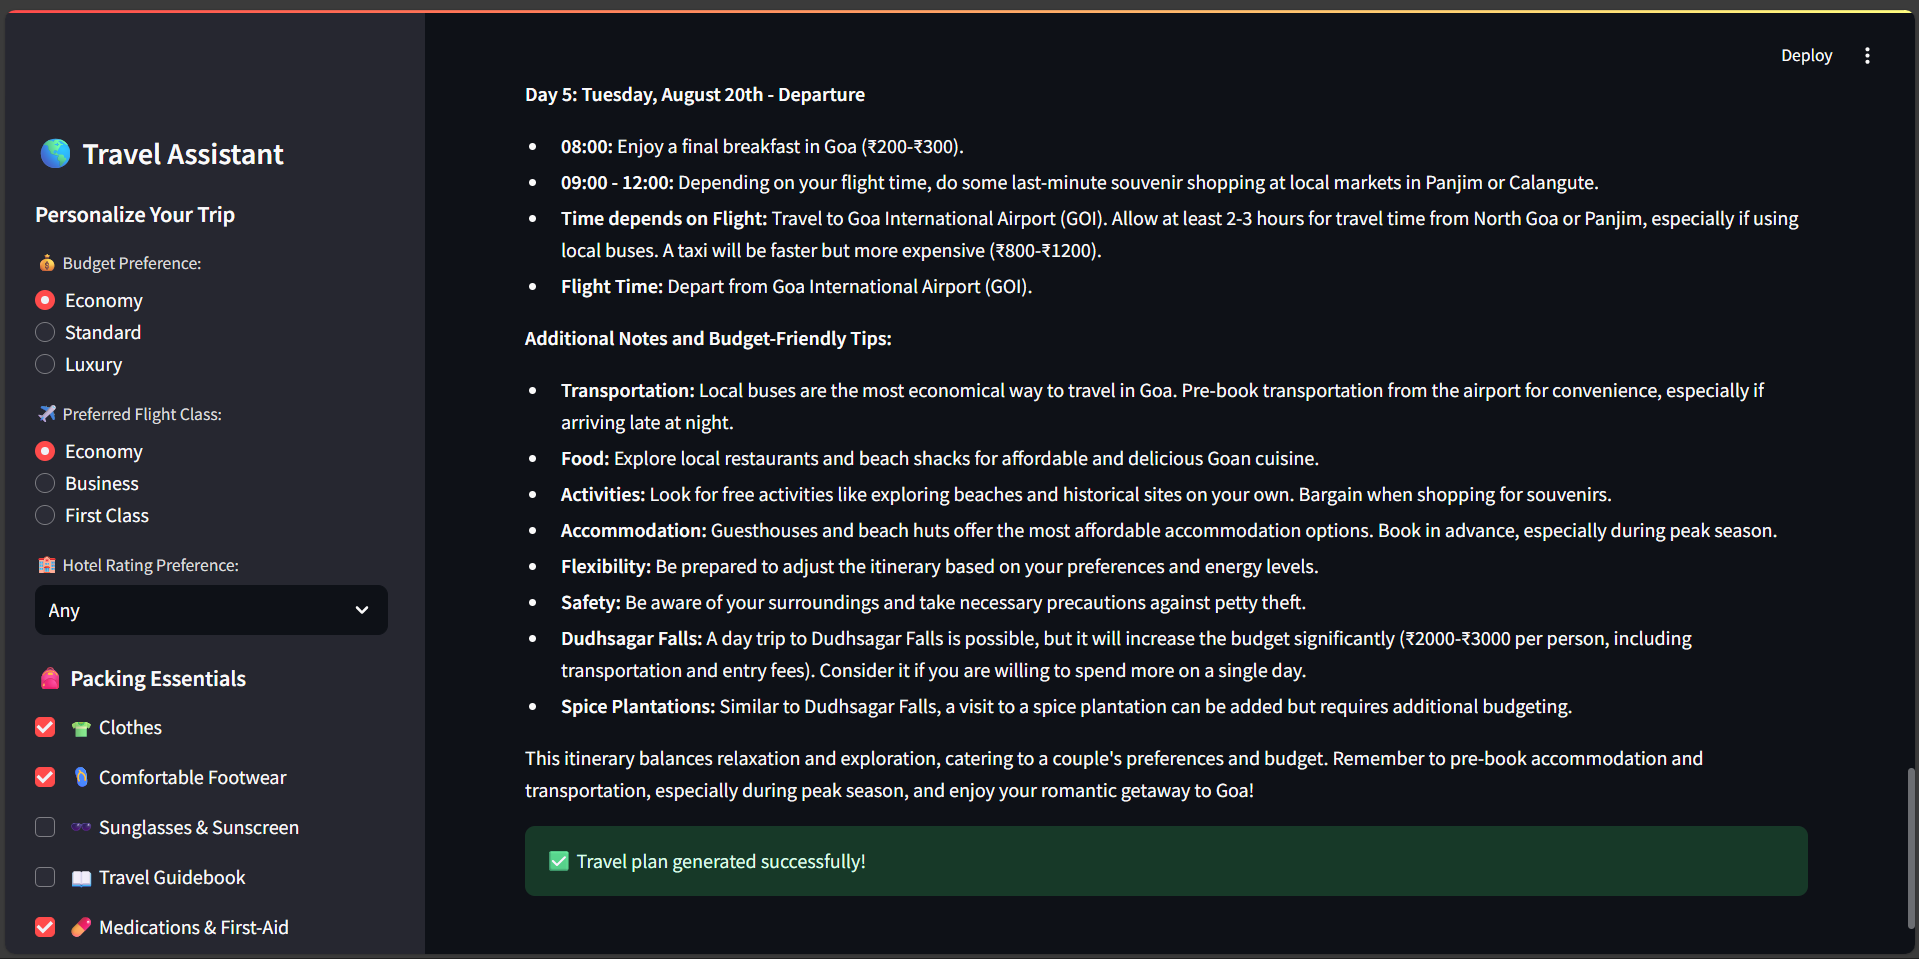 Deploy
🌍 Travel Assistant
Personalize Your Trip
💰 Budget Preference:
Economy
Standard
Luxury
✈️ Preferred Flight Class:
Economy
Business
First Class
🏨 Hotel Rating Preference:
Any
🎒 Packing Essentials
👕 Clothes
🩴 Comfortable Footwear
🕶️ Sunglasses & Sunscreen
📖 Travel Guidebook
💊 Medications & First-Aid
Day 5: Tuesday, August 20th - Departure
• 08:00: Enjoy a final breakfast in Goa (₹200-₹300).
• 09:00 - 12:00: Depending on your flight time, do some last-minute souvenir shopping at local markets in Panjim or Calangute.
• Time depends on Flight: Travel to Goa International Airport (GOI). Allow at least 2-3 hours for travel time from North Goa or Panjim, especially if using
local buses. A taxi will be faster but more expensive (₹800-₹1200).
• Flight Time: Depart from Goa International Airport (GOI).
Additional Notes and Budget-Friendly Tips:
• Transportation: Local buses are the most economical way to travel in Goa. Pre-book transportation from the airport for convenience, especially if
arriving late at night.
• Food: Explore local restaurants and beach shacks for affordable and delicious Goan cuisine.
• Activities: Look for free activities like exploring beaches and historical sites on your own. Bargain when shopping for souvenirs.
• Accommodation: Guesthouses and beach huts offer the most affordable accommodation options. Book in advance, especially during peak season.
• Flexibility: Be prepared to adjust the itinerary based on your preferences and energy levels.
• Safety: Be aware of your surroundings and take necessary precautions against petty theft.
• Dudhsagar Falls: A day trip to Dudhsagar Falls is possible, but it will increase the budget significantly (₹2000-₹3000 per person, including
transportation and entry fees). Consider it if you are willing to spend more on a single day.
• Spice Plantations: Similar to Dudhsagar Falls, a visit to a spice plantation can be added but requires additional budgeting.
This itinerary balances relaxation and exploration, catering to a couple's preferences and budget. Remember to pre-book accommodation and
transportation, especially during peak season, and enjoy your romantic getaway to Goa!
✅ Travel plan generated successfully!